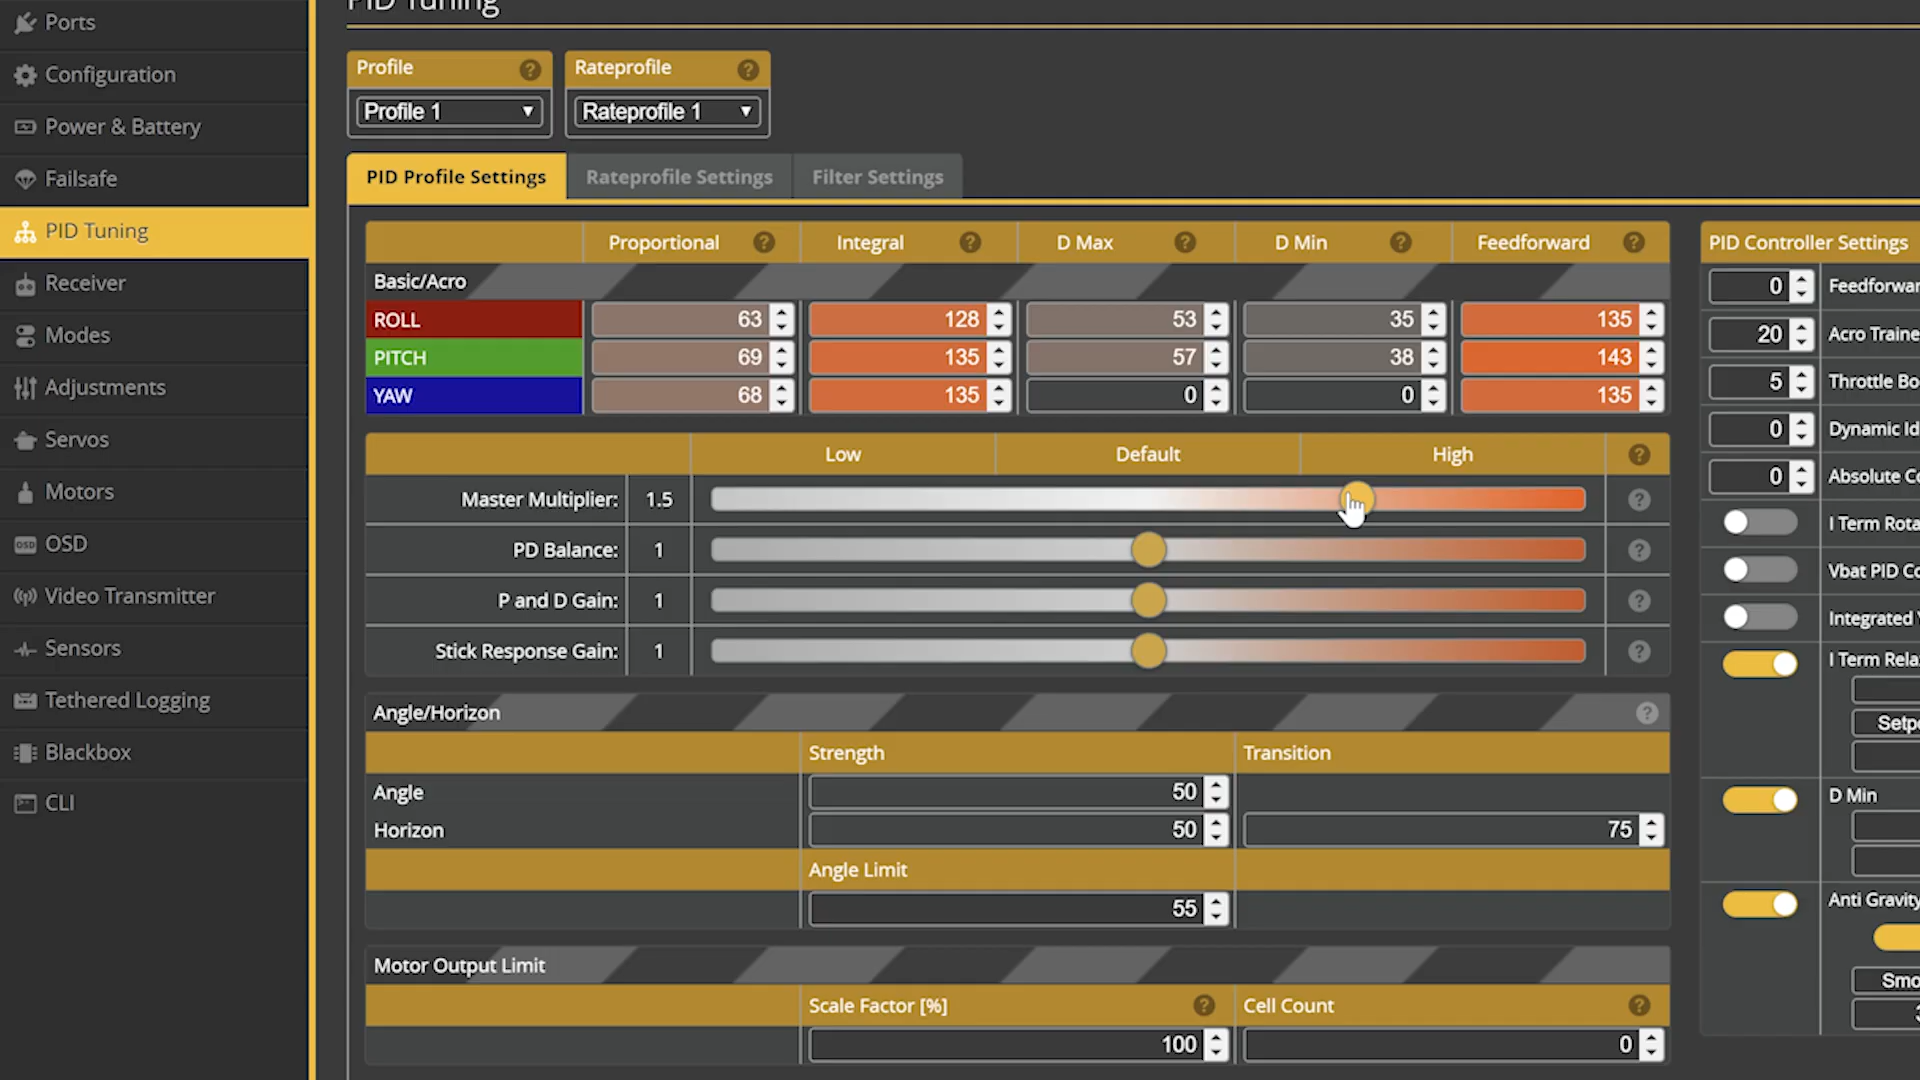 PID Tuning
Ports
Configuration
Power & Battery
Failsafe
PID Tuning
Receiver
Modes
Adjustments
Servos
Motors
OSD
Video Transmitter
Sensors
Tethered Logging
Blackbox
CLI
Profile ? Rateprofile ?
Profile 1 Rateprofile 1
PID Profile Settings Rateprofile Settings Filter Settings
Proportional ? Integral ? D Max ? D Min ? Feedforward ?
Basic/Acro
ROLL 63 128 53 35 135
PITCH 69 135 57 38 143
YAW 68 135 0 0 135
Low Default High ?
Master Multiplier: 1.5 ?
PD Balance: 1 ?
P and D Gain: 1 ?
Stick Response Gain: 1 ?
Angle/Horizon ?
Strength Transition
Angle 50
Horizon 50 75
Angle Limit
55
Motor Output Limit
Scale Factor [%] ? Cell Count ?
100 0
PID Controller Settings
0 Feedforwar
20 Acro Traine
5 Throttle Bo
0 Dynamic Id
0 Absolute Co
I Term Rota
Vbat PID Co
Integrated
I Term Rela
Setp
D Min
Anti Gravity
Smo